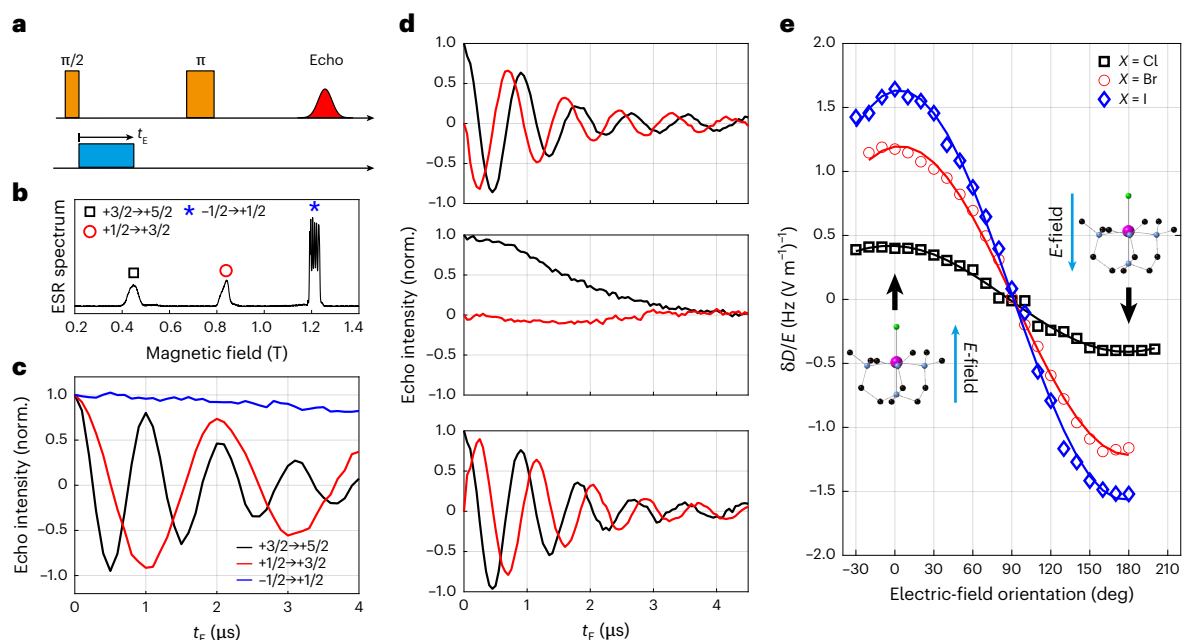 a
π/2
π
Echo
t_E
b
+3/2→+5/2
* −1/2→+1/2
+1/2→+3/2
*
ESR spectrum
0.2
0.4
0.6
0.8
1.0
1.2
1.4
Magnetic field (T)
c
Echo intensity (norm.)
1.0
0.5
0
−0.5
−1.0
+3/2→+5/2
+1/2→+3/2
−1/2→+1/2
0
1
2
3
4
t_E (μs)
d
1.0
0.5
0
−0.5
−1.0
Echo intensity (norm.)
1.0
0.5
0
−0.5
−1.0
1.0
0.5
0
−0.5
−1.0
0
1
2
3
4
t_E (μs)
e
δD/E (Hz (V m⁻¹)⁻¹)
2.0
1.5
1.0
0.5
0
−0.5
−1.0
−1.5
−2.0
X = Cl
X = Br
X = I
E-field
E-field
−30
0
30
60
90
120
150
180
210
Electric-field orientation (deg)